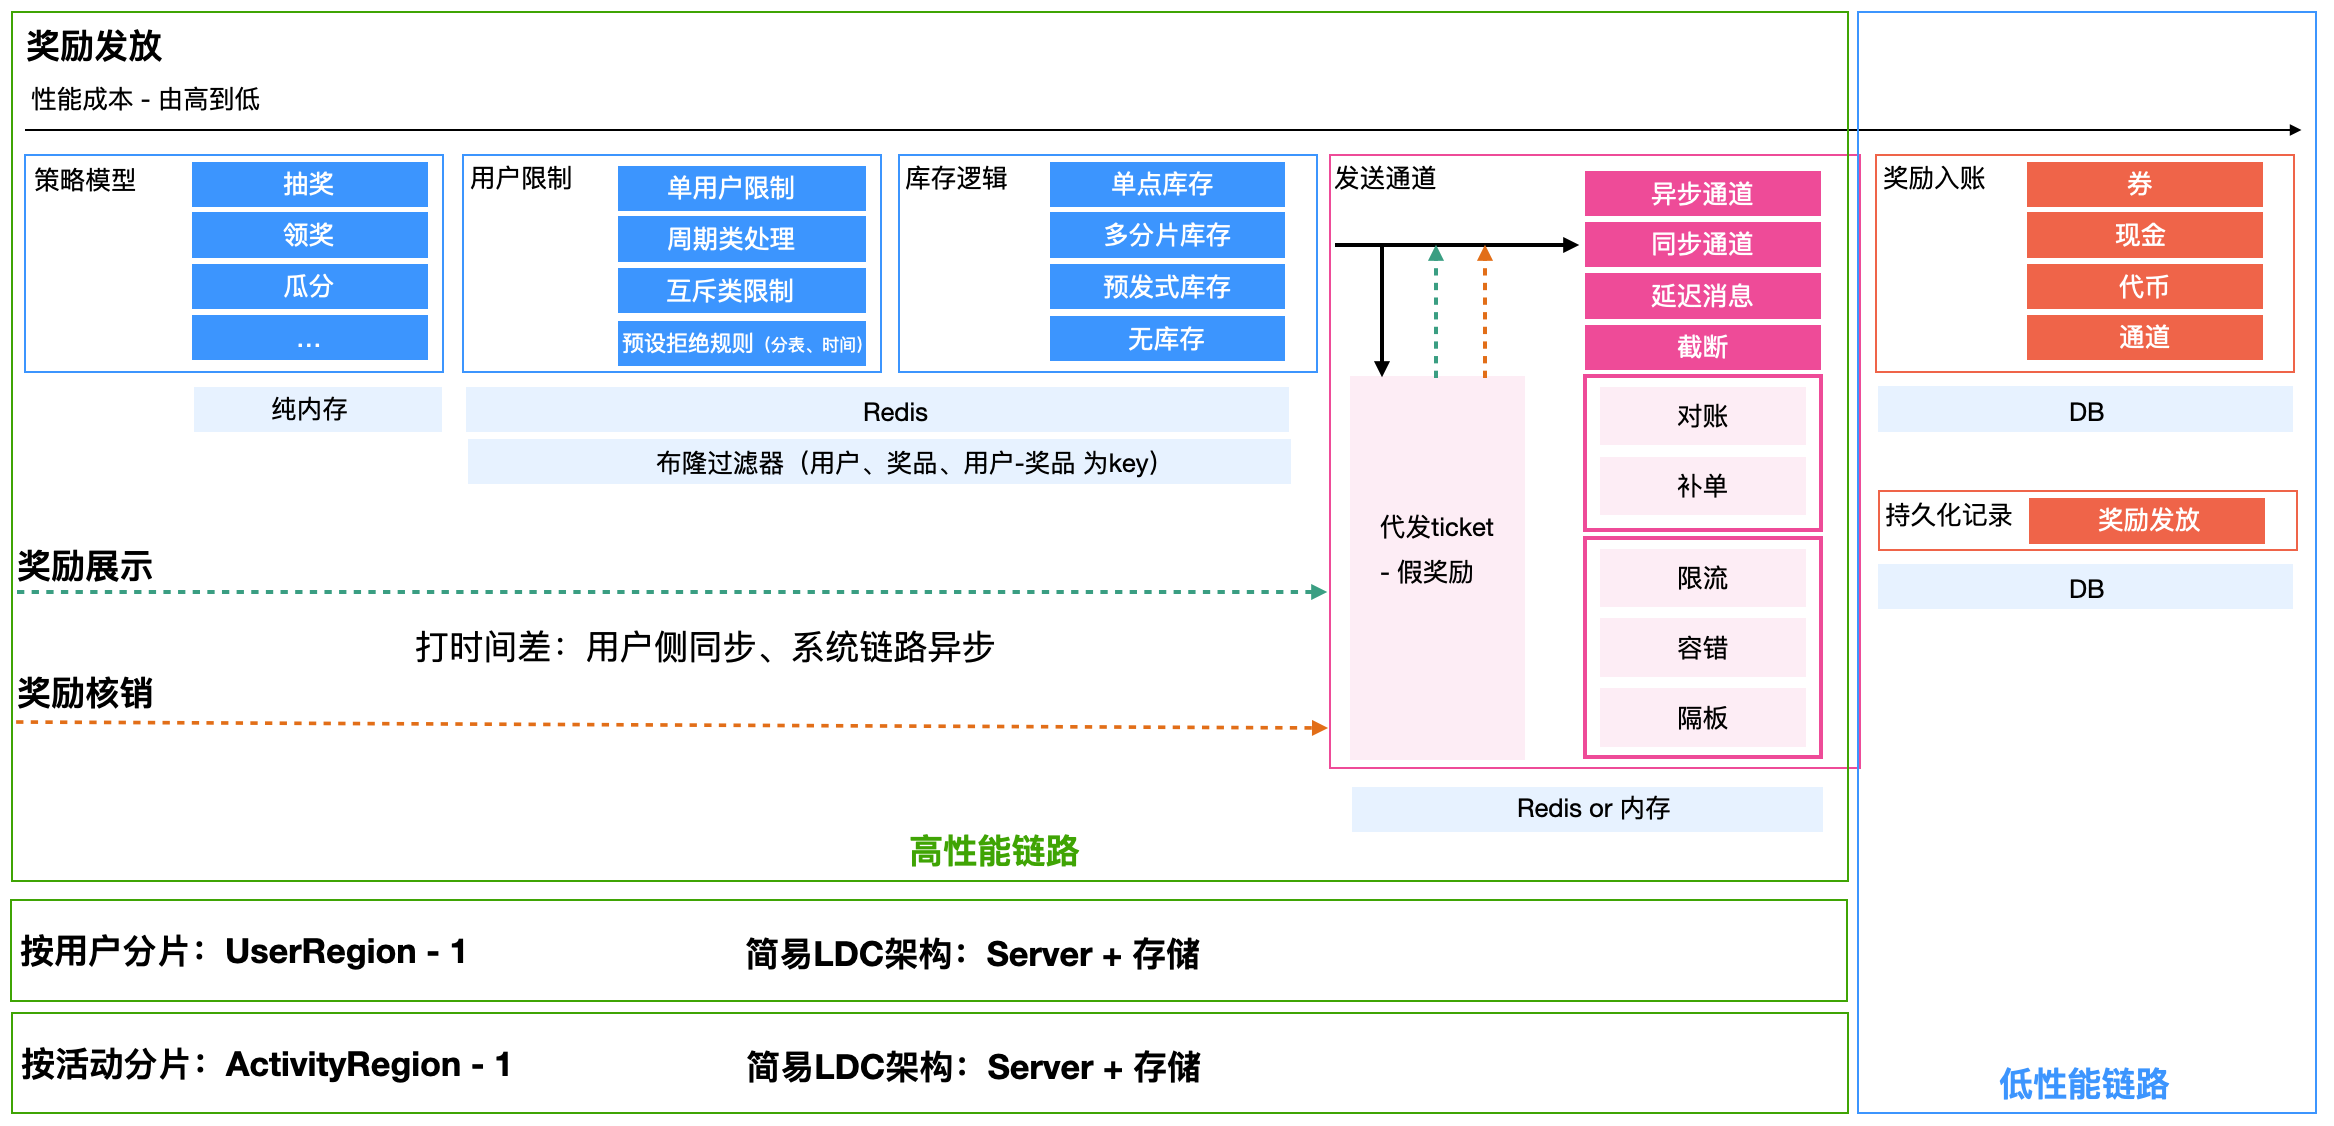 奖励发放
性能成本 - 由高到低
策略模型
抽奖
领奖
瓜分
...
纯内存
用户限制
单用户限制
周期类处理
互斥类限制
预设拒绝规则（分表、时间）
库存逻辑
单点库存
多分片库存
预发式库存
无库存
Redis
布隆过滤器（用户、奖品、用户-奖品 为key）
发送通道
异步通道
同步通道
延迟消息
截断
对账
补单
限流
容错
隔板
代发ticket
- 假奖励
Redis or 内存
奖励入账
券
现金
代币
通道
DB
持久化记录
奖励发放
DB
奖励展示
打时间差：用户侧同步、系统链路异步
奖励核销
高性能链路
按用户分片：UserRegion - 1
简易LDC架构：Server + 存储
按活动分片：ActivityRegion - 1
简易LDC架构：Server + 存储
低性能链路